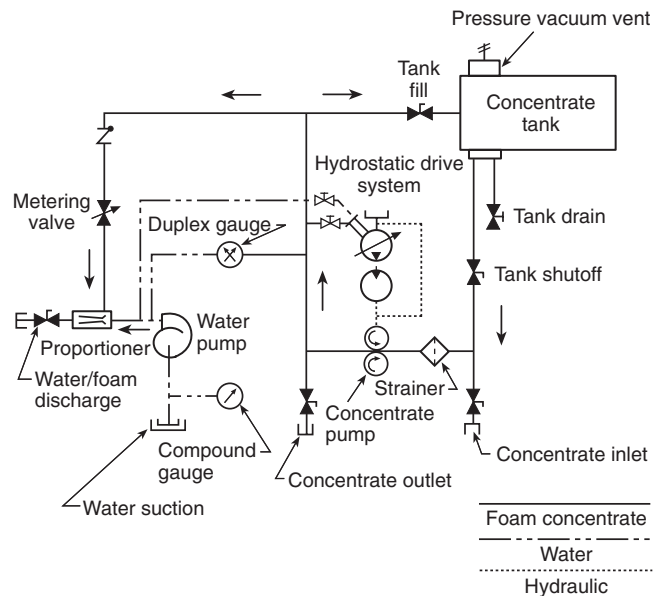 Pressure vacuum vent
Tank
fill
Concentrate
tank
Hydrostatic drive
system
Metering
valve
Duplex gauge
Tank drain
Tank shutoff
Water
pump
Proportioner
Water/foam
discharge
Strainer
Concentrate
pump
Compound
gauge
Concentrate inlet
Concentrate outlet
Water suction
Foam concentrate
Water
Hydraulic